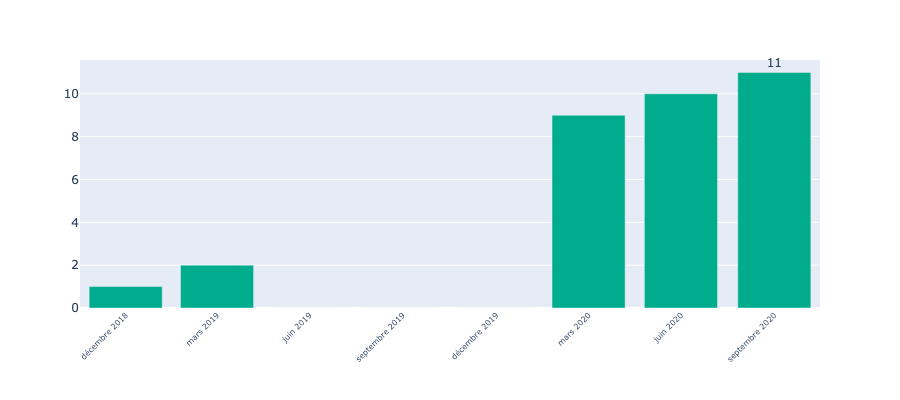 11
10
8
6
4
2
0
décembre 2018
mars 2019
juin 2019
septembre 2019
décembre 2019
mars 2020
juin 2020
septembre 2020